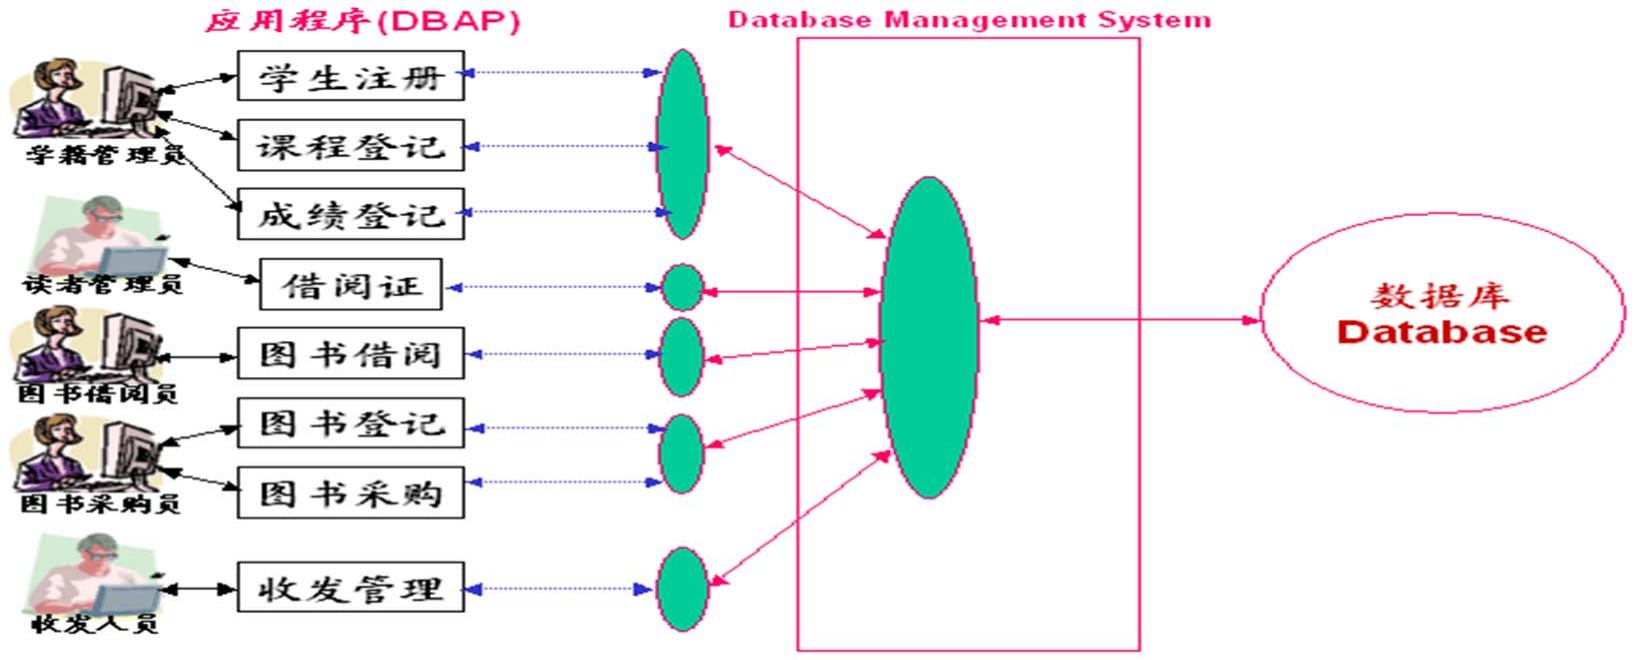 应用程序(DBAP)
Database Management System
学生注册
课程登记
学籍管理员
成绩登记
读者管理员
借阅证
图书借阅
图书借阅员
图书登记
图书采购
图书采购员
收发管理
收发人员
数据库
Database